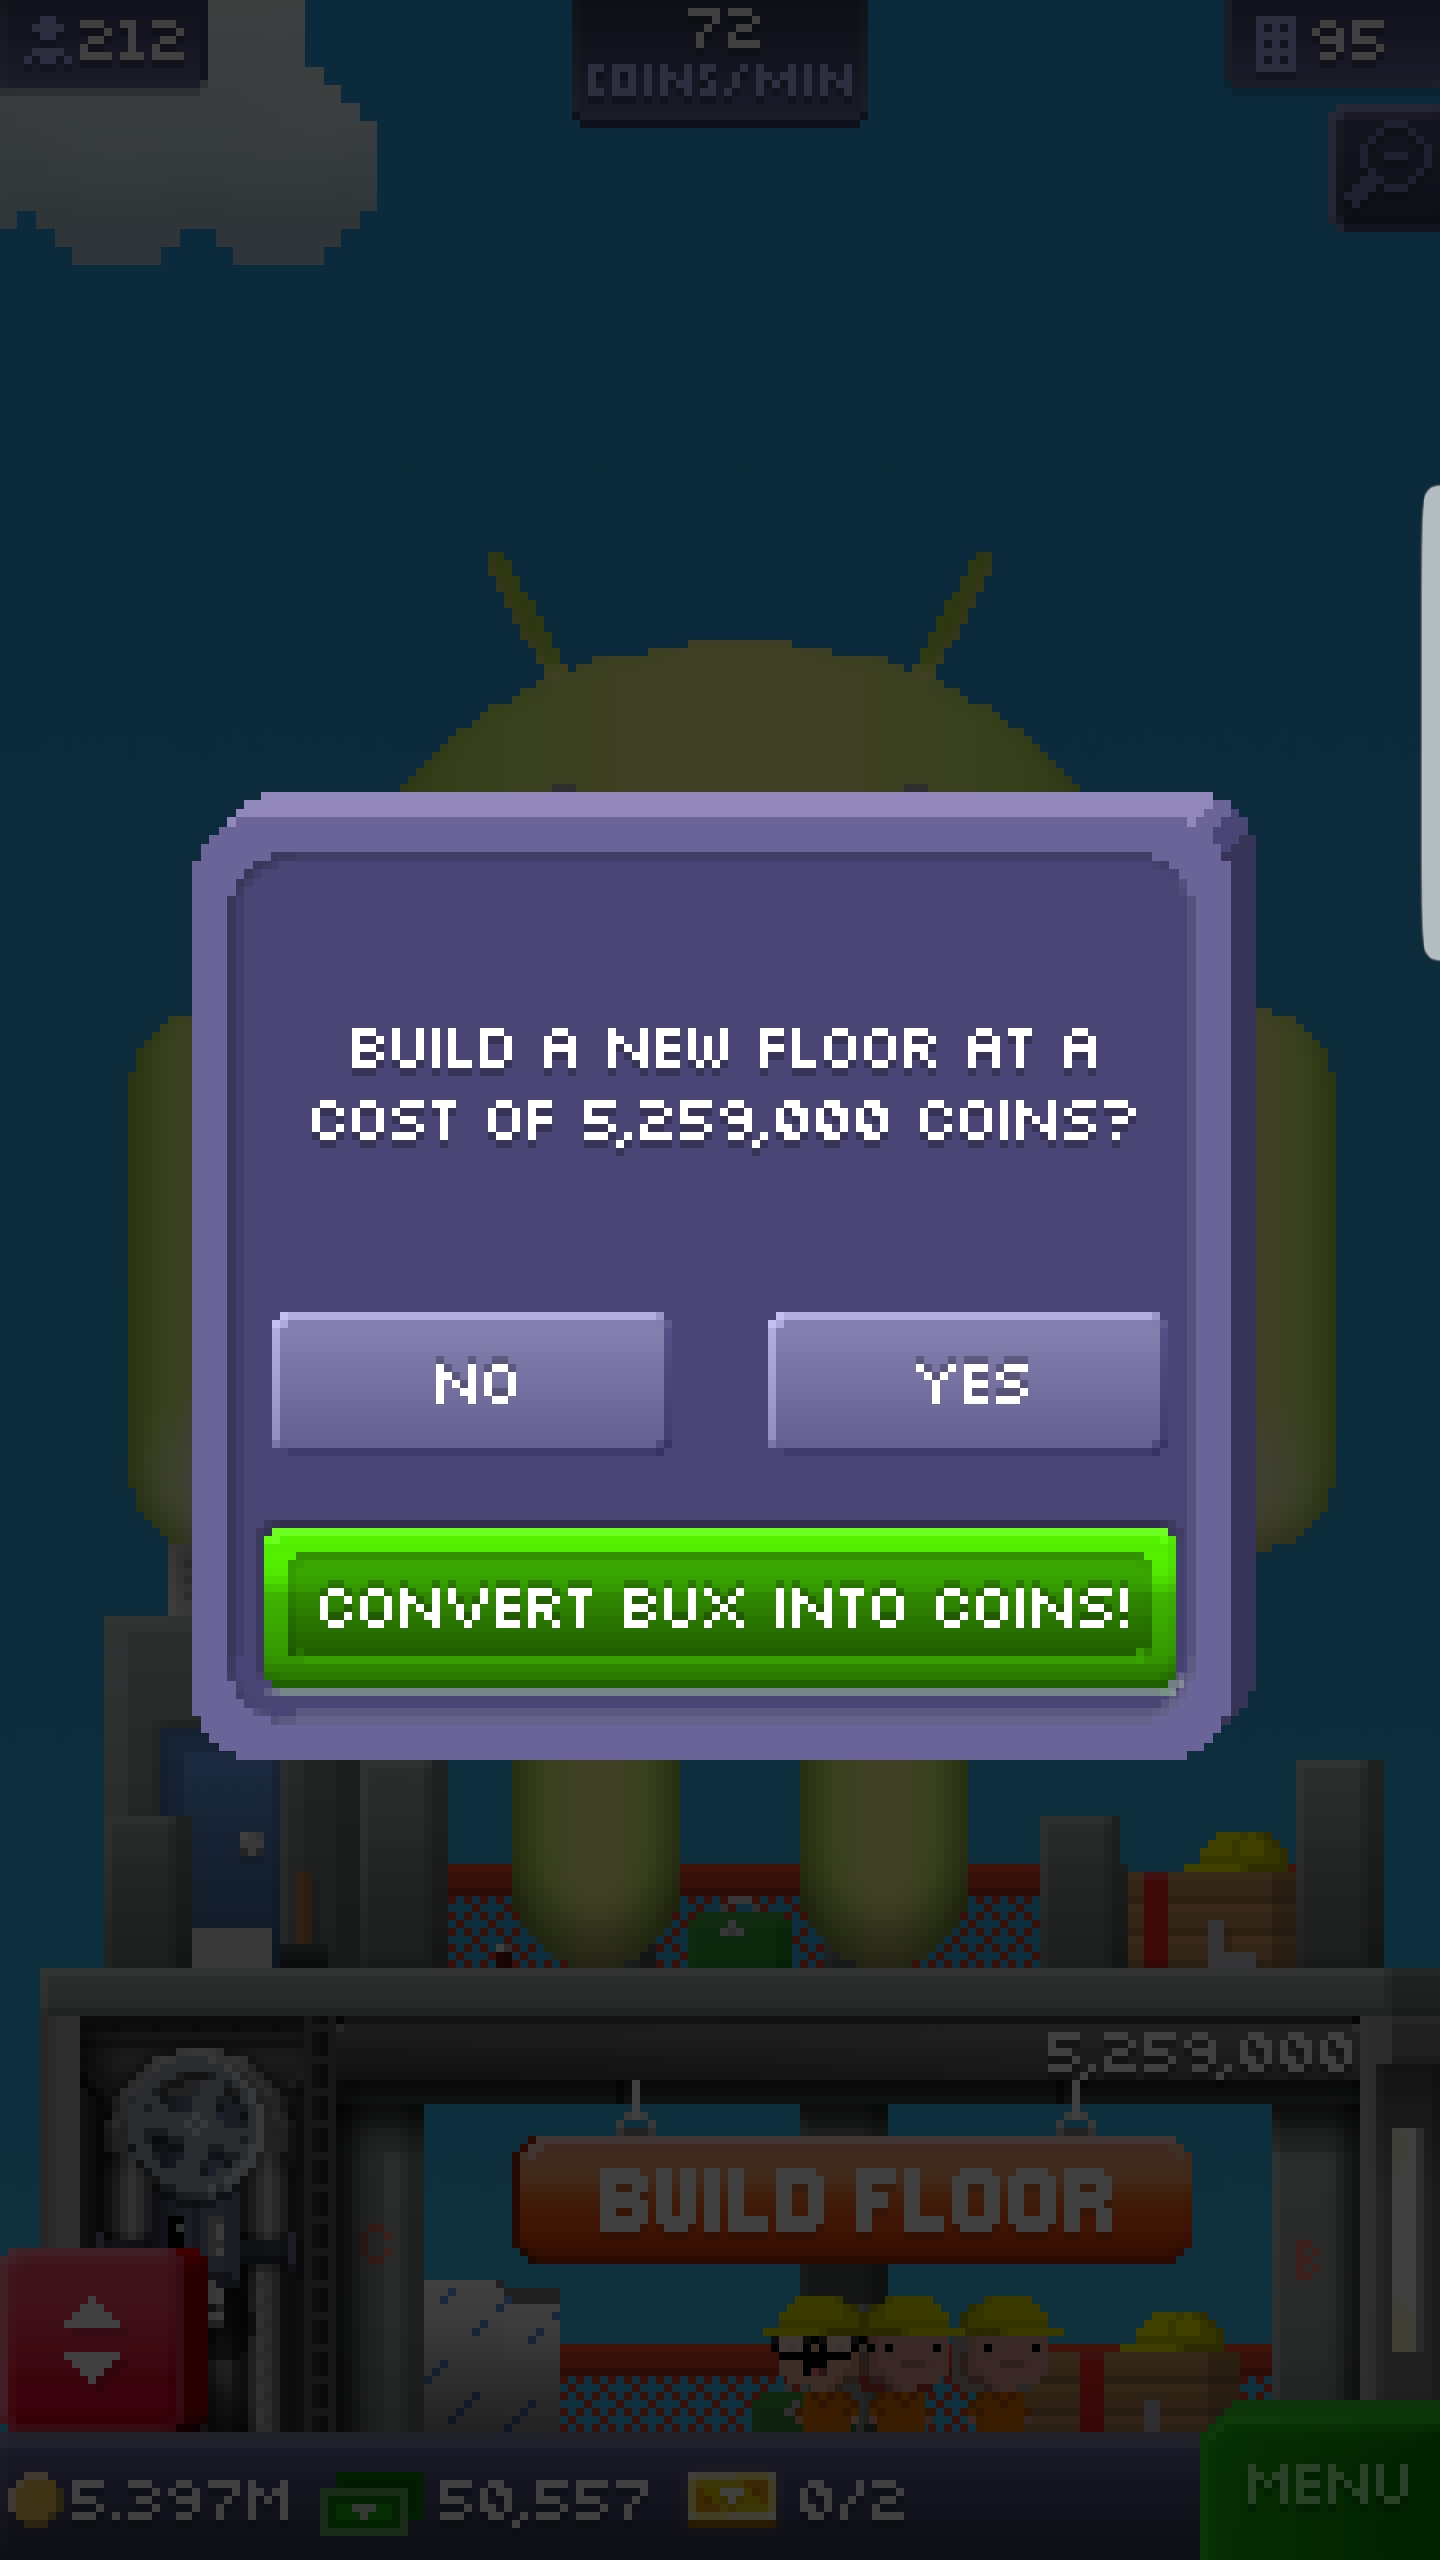 212
72
COINS/MIN
95
BUILD A NEW FLOOR AT A
COST OF 5,259,000 COINS?
NO
YES
CONVERT BUX INTO COINS!
5,259,000
BUILD FLOOR
C
B
5.397M
50,557
0/2
MENU